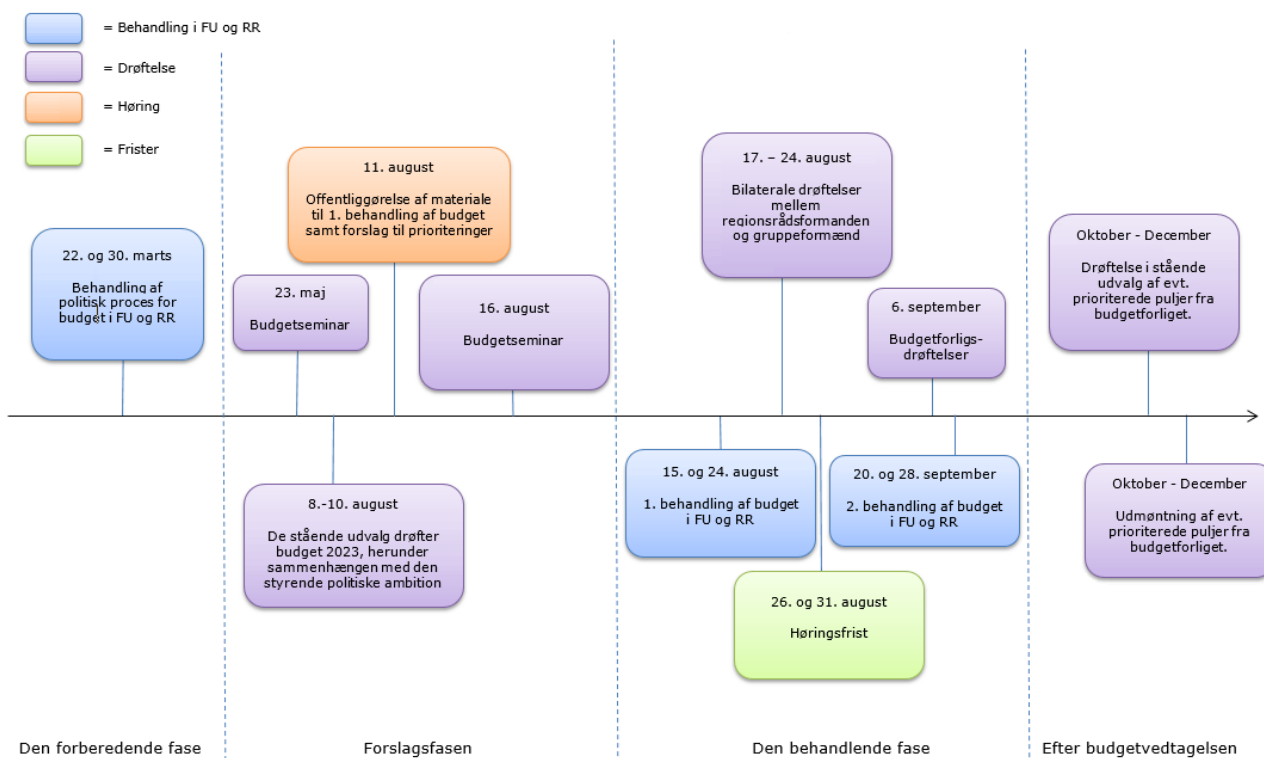 = Behandling i FU og RR
= Drøftelse
= Høring
= Frister
22. og 30. marts
Behandling af
politisk proces for
budget i FU og RR
23. maj
Budgetseminar
11. august
Offentliggørelse af materiale
til 1. behandling af budget
samt forslag til prioriteringer
16. august
Budgetseminar
8.-10. august
De stående udvalg drøfter
budget 2023, herunder
sammenhængen med den
styrende politiske ambition
17. – 24. august
Bilaterale drøftelser
mellem
regionsrådsformanden
og gruppeformænd
6. september
Budgetforligs-
drøftelser
15. og 24. august
1. behandling af budget
i FU og RR
20. og 28. september
2. behandling af budget
i FU og RR
26. og 31. august
Høringsfrist
Oktober - December
Drøftelse i stående
udvalg af evt.
prioriterede puljer fra
budgetforliget.
Oktober - December
Udmøntning af evt.
prioriterede puljer fra
budgetforliget.
Den forberedende fase
Forslagsfasen
Den behandlende fase
Efter budgetvedtagelsen